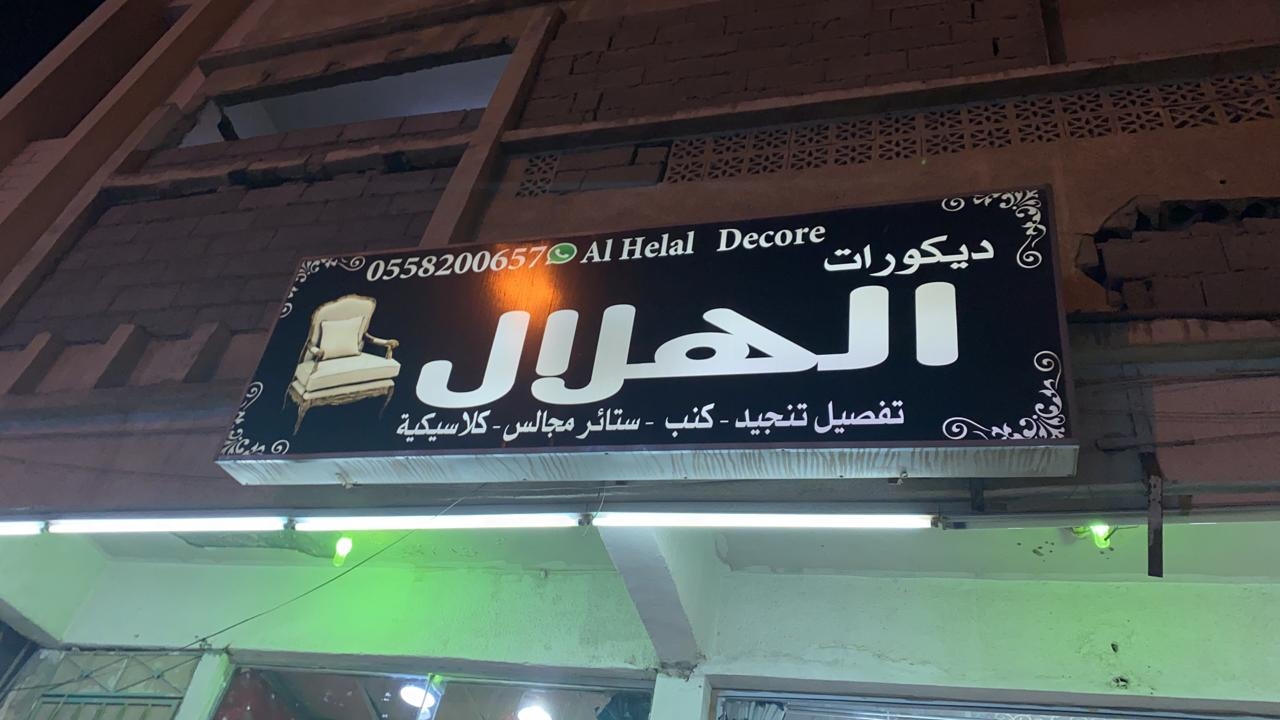 0558200657 Al Helal Decore
ديكورات
الهلال
تفصيل تنجيد - كنب - ستائر مجالس - كلاسيكية